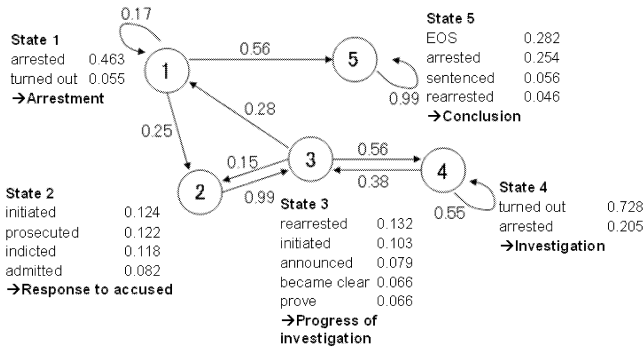 0.17
State 1
arrested 0.463
turned out 0.055
→Arrestment
1
0.56
5
State 5
EOS 0.282
arrested 0.254
sentenced 0.056
rearrested 0.046
→Conclusion
0.99
0.28
0.25
0.15
3
0.56
0.38
4
2
0.99
0.55
State 2
initiated 0.124
prosecuted 0.122
indicted 0.118
admitted 0.082
→Response to accused
State 3
rearrested 0.132
initiated 0.103
announced 0.079
became clear 0.066
prove 0.066
→Progress of
investigation
State 4
turned out 0.728
arrested 0.205
→Investigation